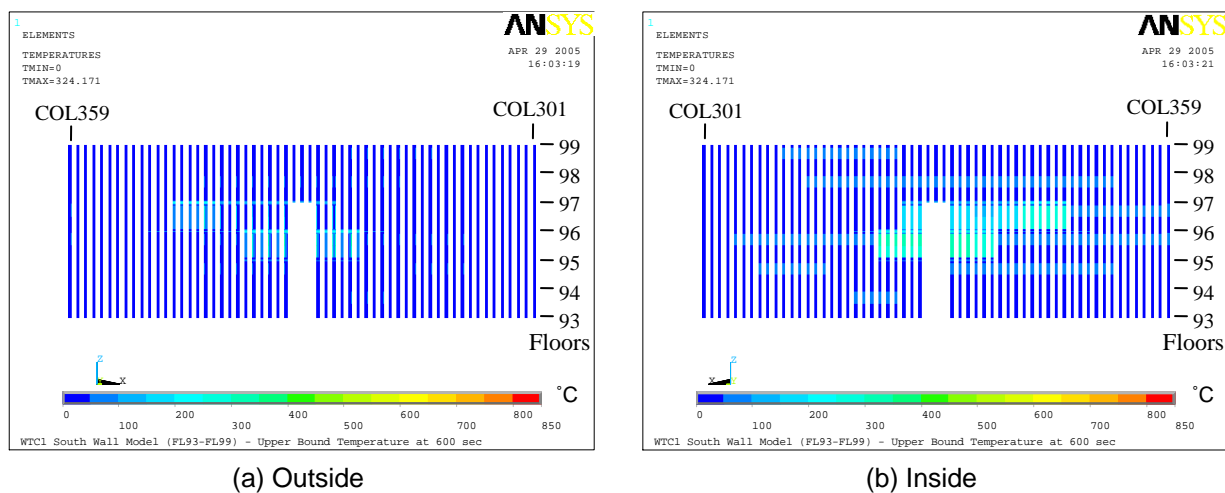 1
ANSYS
ELEMENTS
APR 29 2005
16:03:19
TEMPERATURES
TMIN=0
TMAX=324.171
COL359
COL301
99
98
97
96
95
94
93
Floors
Z
X
˚C
0
100
200
300
400
500
600
700
800
850
WTC1 South Wall Model (FL93-FL99) - Upper Bound Temperature at 600 sec
(a) Outside
1
ANSYS
ELEMENTS
APR 29 2005
16:03:21
TEMPERATURES
TMIN=0
TMAX=324.171
COL301
COL359
99
98
97
96
95
94
93
Floors
Z
X
˚C
0
100
200
300
400
500
600
700
800
850
WTC1 South Wall Model (FL93-FL99) - Upper Bound Temperature at 600 sec
(b) Inside